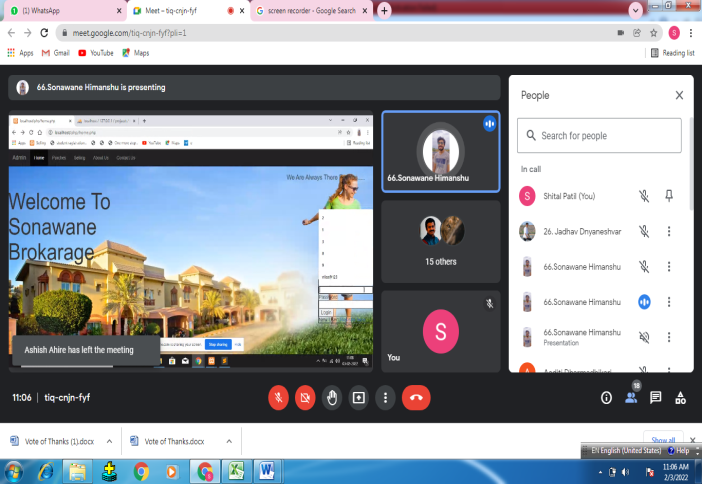 (1) WhatsApp
Meet – tiq-cnjn-fyf
screen recorder - Google Search
meet.google.com/tiq-cnjn-fyf?pli=1
Apps
Gmail
YouTube
Maps
Reading list
66.Sonawane Himanshu is presenting
Admin Home
Selling About Us Contact Us
We Are Always There
Welcome To
Sonawane
Brokarage
Login
Stop sharing
Hide
Ashish Ahire has left the meeting
66.Sonawane Himanshu
15 others
S
You
People
Search for people
In call
S Shital Patil (You)
26. Jadhav Dnyaneshvar
66.Sonawane Himanshu
66.Sonawane Himanshu
66.Sonawane Himanshu
Presentation
11:06 | tiq-cnjn-fyf
18
Vote of Thanks (1).docx
Vote of Thanks.docx
Show all
EN English (United States)
Help
11:06 AM
2/3/2022